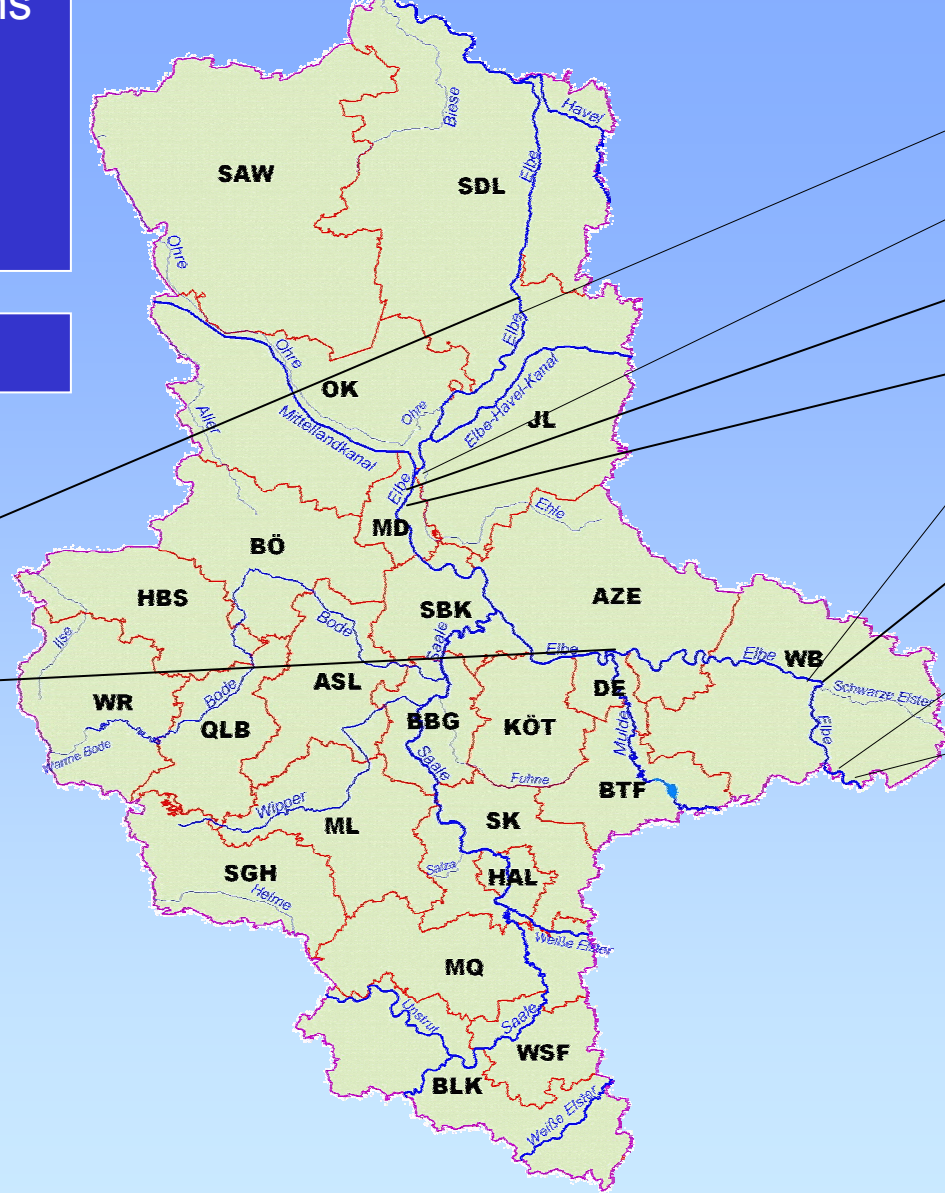 ns
Biese
Havel
Elbe
SAW
SDL
Ohre
Elbe
Ohre
OK
Ohre
Elbe-Havel-Kanal
JL
Aller
Mittellandkanal
Elbe
MD
Ehle
BÖ
HBS
SBK
AZE
Bode
Ilse
Saale
Elbe
Elbe
WB
ASL
DE
Schwarze Elster
WR
Bode
QLB
BBG
KÖT
Mulde
Elbe
Warme Bode
Saale
Fuhne
BTF
Wipper
ML
SK
Salza
HAL
SGH
Helme
Weiße Elster
MQ
Unstrut
Saale
WSF
BLK
Weiße Elster